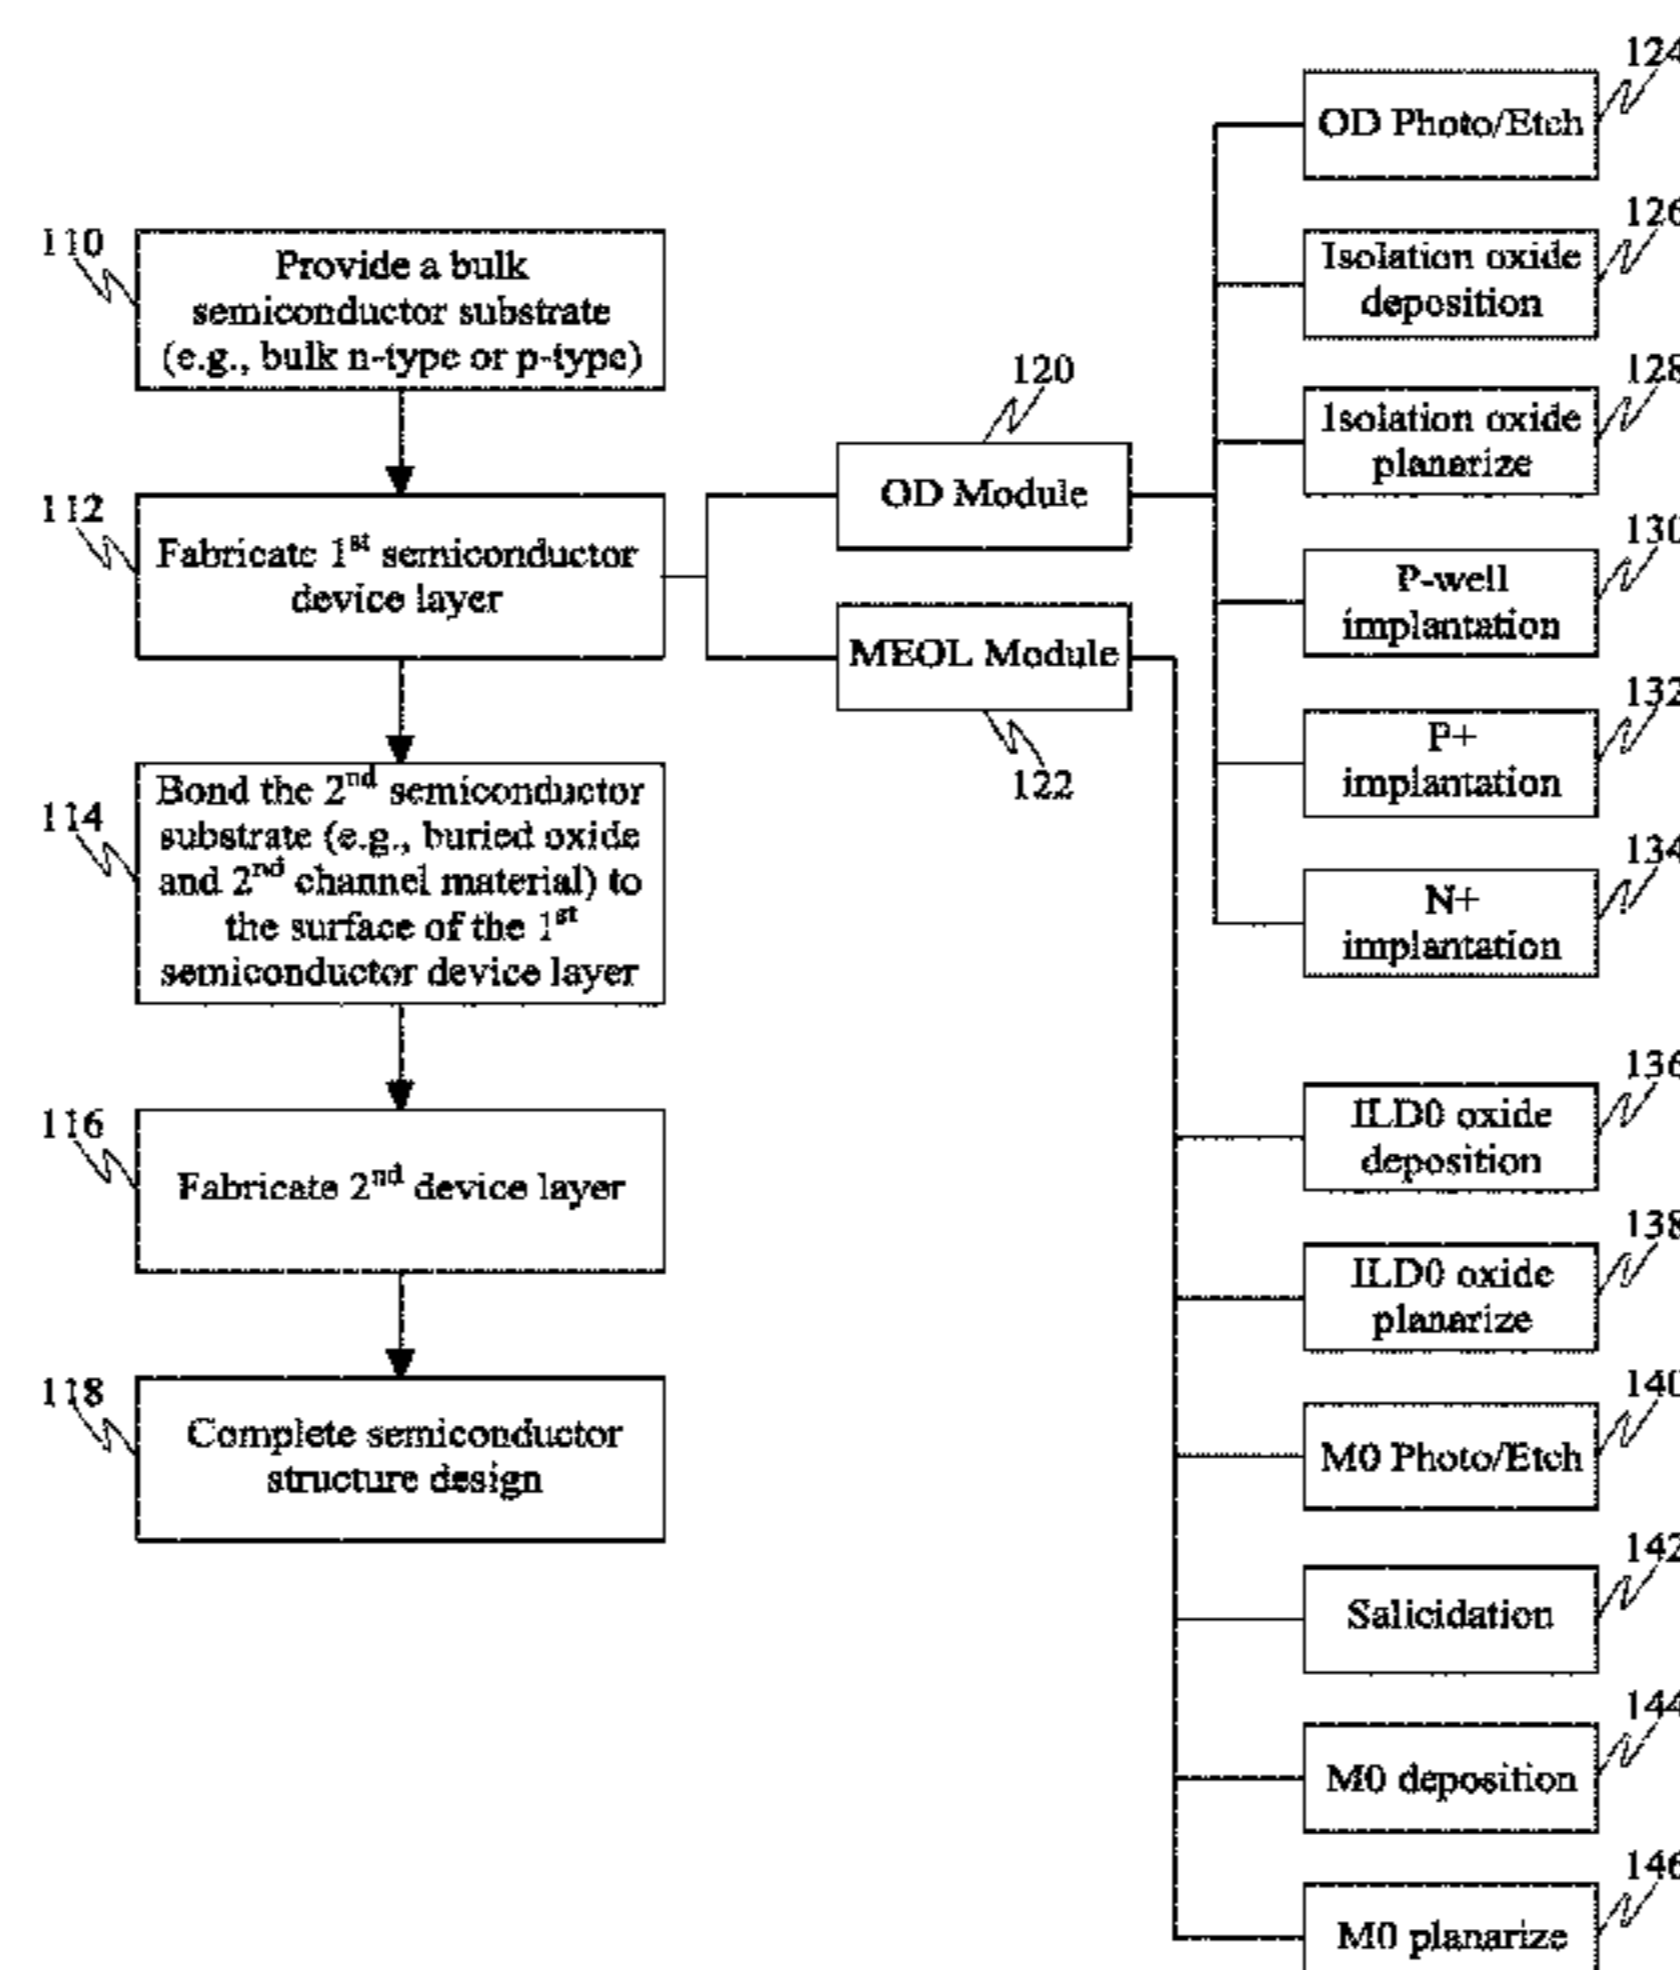 110
Provide a bulk
semiconductor substrate
(e.g., bulk n-type or p-type)
112
Fabricate 1st semiconductor
device layer
114
Bond the 2nd semiconductor
substrate (e.g., buried oxide
and 2nd channel material) to
the surface of the 1st
semiconductor device layer
116
Fabricate 2nd device layer
118
Complete semiconductor
structure design
120
OD Module
MEOL Module
122
124
OD Photo/Etch
126
Isolation oxide
deposition
128
Isolation oxide
planarize
130
P-well
implantation
132
P+
implantation
134
N+
implantation
136
ILD0 oxide
deposition
138
ILD0 oxide
planarize
140
M0 Photo/Etch
142
Salicidation
144
M0 deposition
146
M0 planarize